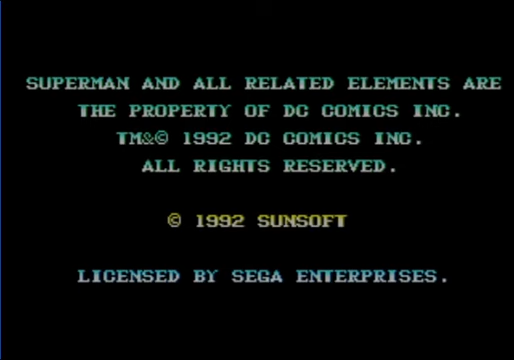 SUPERMAN AND ALL RELATED ELEMENTS ARE
THE PROPERTY OF DC COMICS INC.
TM&© 1992 DC COMICS INC.
ALL RIGHTS RESERVED.
© 1992 SUNSOFT
LICENSED BY SEGA ENTERPRISES.